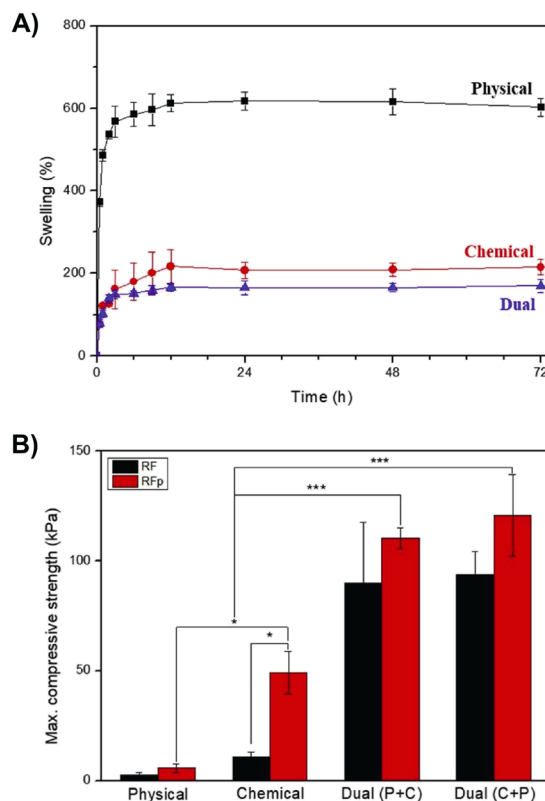 A)
800
600
400
200
0
Swelling (%)
Physical
Chemical
Dual
0
24
48
72
Time (h)
B)
150
100
50
0
Max. compressive strength (kPa)
RF
RFp
***
***
*
*
Physical
Chemical
Dual (P+C)
Dual (C+P)